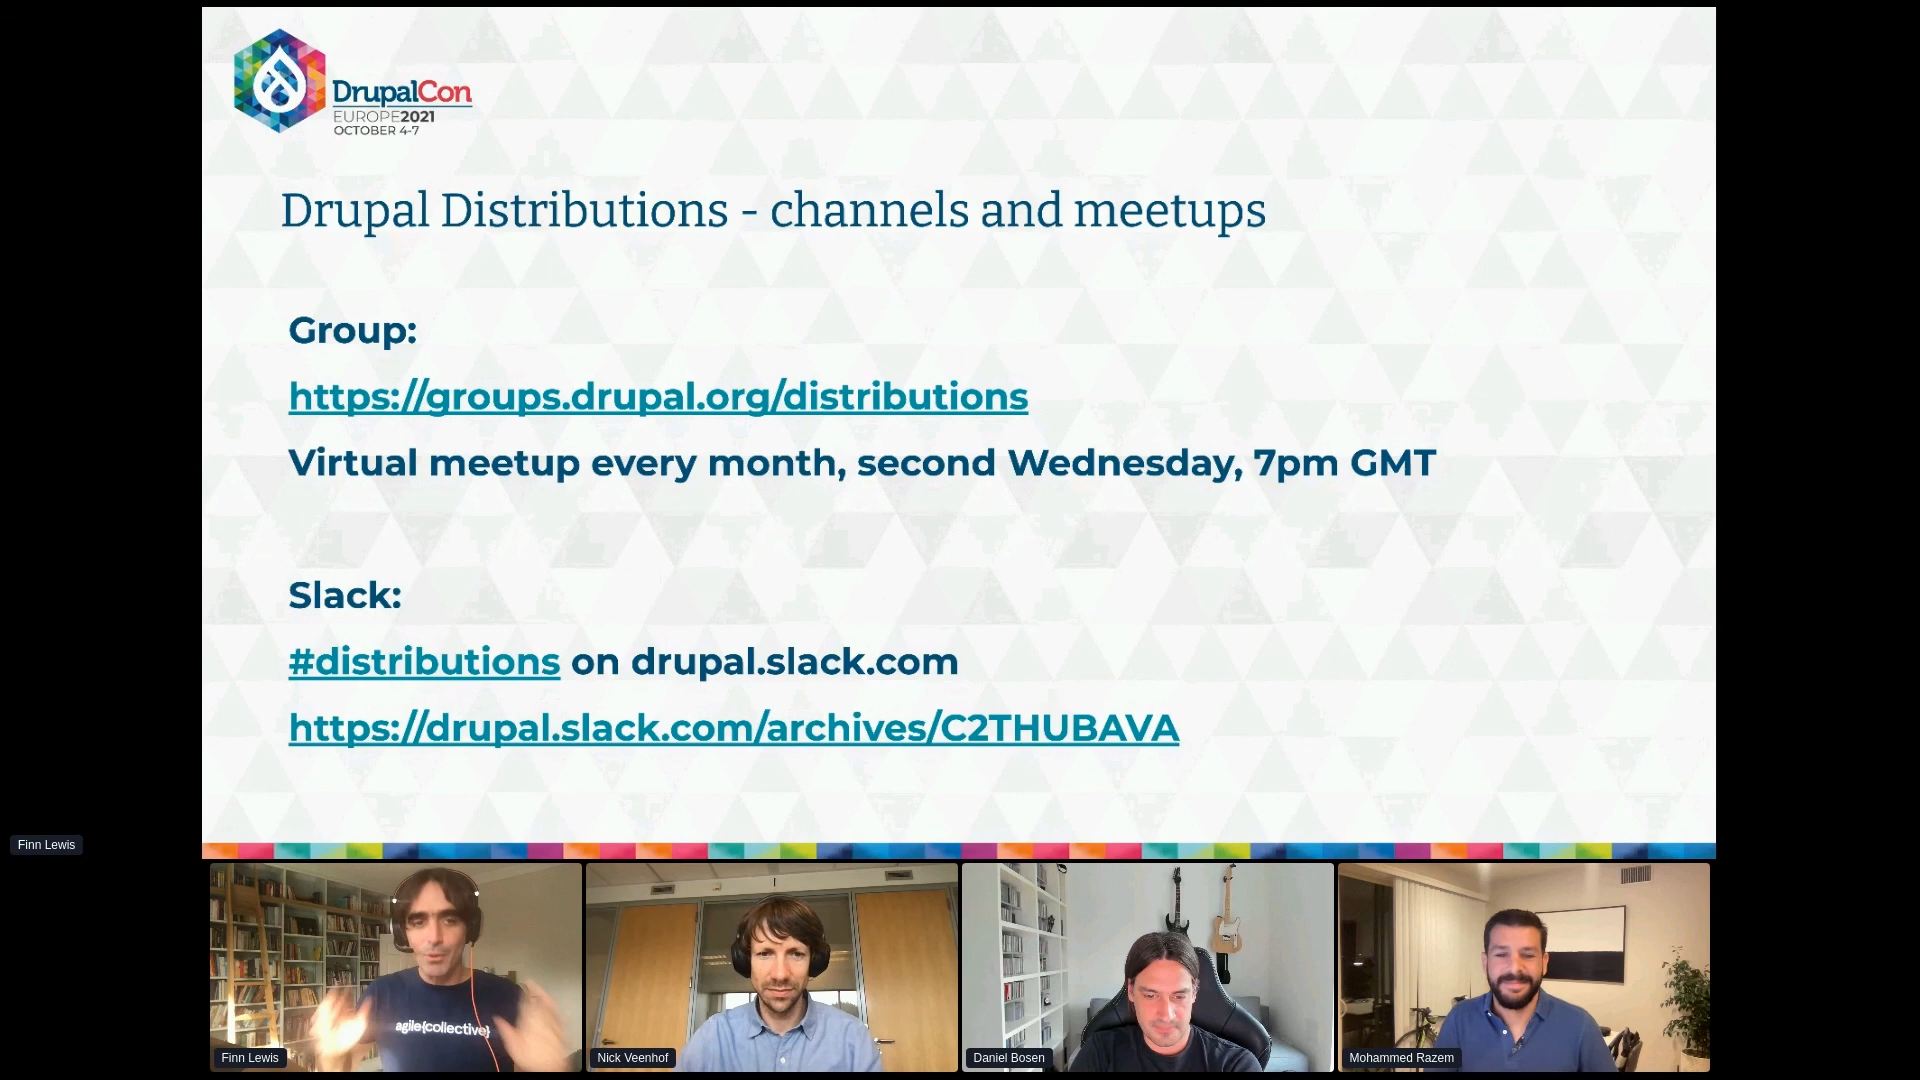 DrupalCon
EUROPE2021
OCTOBER 4-7
Drupal Distributions - channels and meetups
Group:
https://groups.drupal.org/distributions
Virtual meetup every month, second Wednesday, 7pm GMT
Slack:
#distributions on drupal.slack.com
https://drupal.slack.com/archives/C2THUBAVA
Finn Lewis
agile{collective}
Finn Lewis
Nick Veenhof
Daniel Bosen
Mohammed Razem